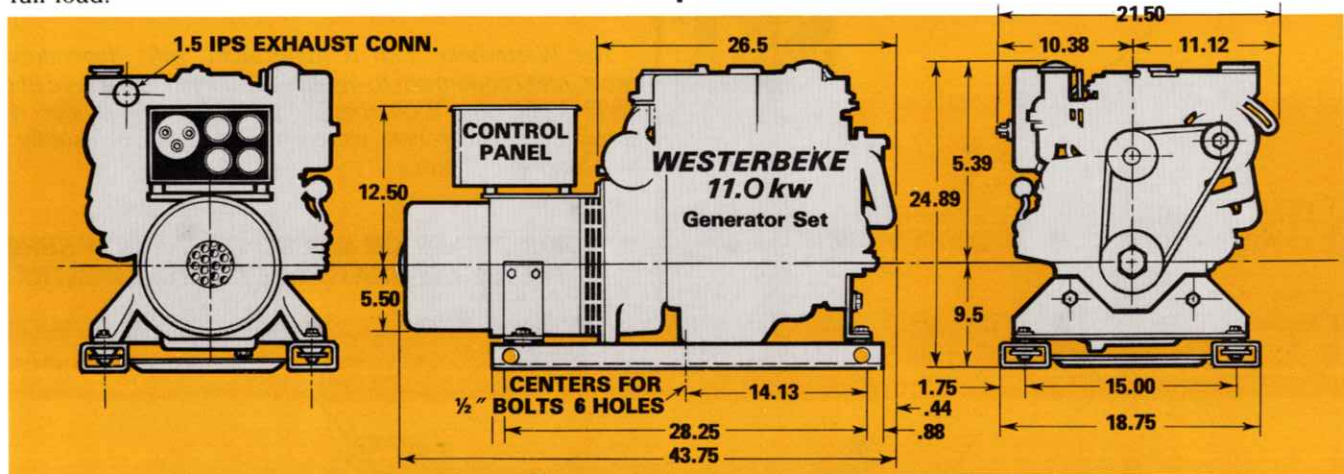 full load.
1.5 IPS EXHAUST CONN.
26.5
21.50
10.38
11.12
CONTROL
PANEL
WESTERBEKE
11.0 kw
Generator Set
12.50
5.50
24.89
5.39
9.5
CENTERS FOR
½" BOLTS 6 HOLES
14.13
28.25
43.75
.44
.88
1.75
15.00
18.75